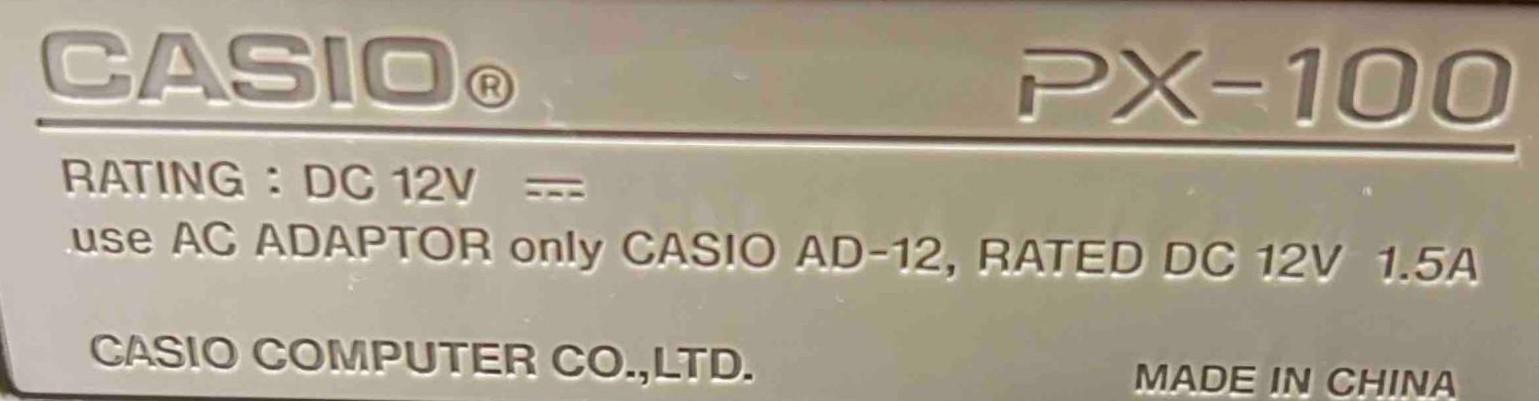 CASIO® PX-100
RATING : DC 12V ⎓
use AC ADAPTOR only CASIO AD-12, RATED DC 12V 1.5A
CASIO COMPUTER CO.,LTD. MADE IN CHINA